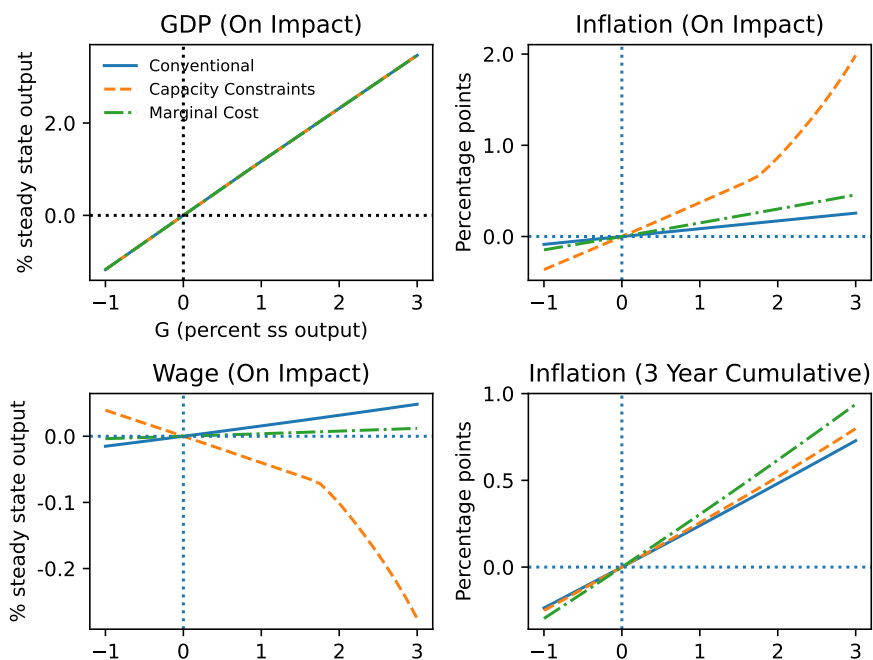 GDP (On Impact)
% steady state output
2.0
0.0
Conventional
Capacity Constraints
Marginal Cost
−1 0 1 2 3
G (percent ss output)
Inflation (On Impact)
Percentage points
2.0
1.0
0.0
−1 0 1 2 3
Wage (On Impact)
% steady state output
0.0
-0.1
-0.2
−1 0 1 2 3
Inflation (3 Year Cumulative)
Percentage points
1.0
0.5
0.0
−1 0 1 2 3